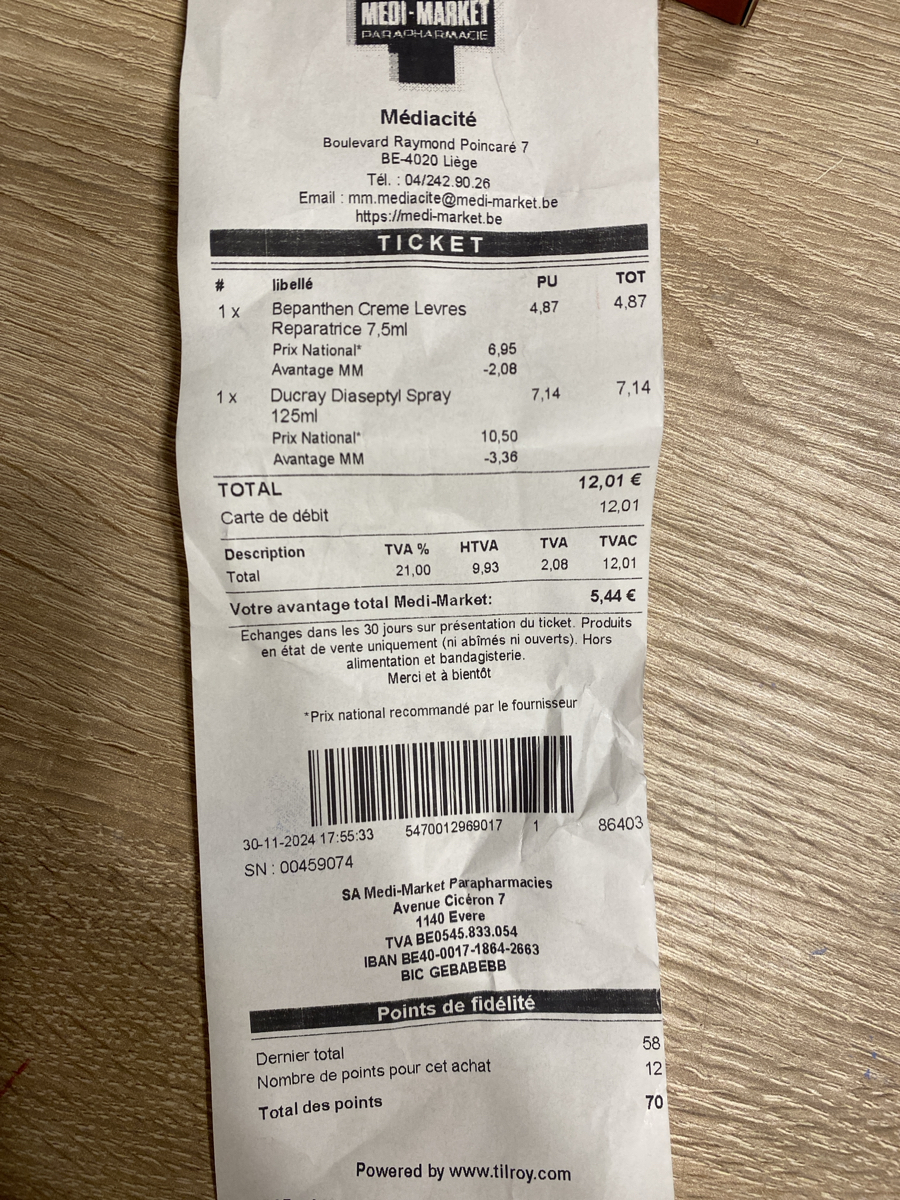 MEDI-MARKET
PARAPHARMACIE
Médiacité
Boulevard Raymond Poincaré 7
BE-4020 Liège
Tél. : 04/242.90.26
Email : mm.mediacite@medi-market.be
https://medi-market.be
TICKET
# libellé PU TOT
1 x Bepanthen Creme Levres 4,87 4,87
Reparatrice 7,5ml
Prix National* 6,95
Avantage MM -2,08
1 x Ducray Diaseptyl Spray 7,14 7,14
125ml
Prix National* 10,50
Avantage MM -3,36
TOTAL 12,01 €
Carte de débit 12,01
Description TVA % HTVA TVA TVAC
Total 21,00 9,93 2,08 12,01
Votre avantage total Medi-Market: 5,44 €
Echanges dans les 30 jours sur présentation du ticket. Produits
en état de vente uniquement (ni abîmés ni ouverts). Hors
alimentation et bandagisterie.
Merci et à bientôt
*Prix national recommandé par le fournisseur
30-11-2024 17:55:33 5470012969017 1 86403
SN : 00459074
SA Medi-Market Parapharmacies
Avenue Cicéron 7
1140 Evere
TVA BE0545.833.054
IBAN BE40-0017-1864-2663
BIC GEBABEBB
Points de fidélité
Dernier total 58
Nombre de points pour cet achat 12
Total des points 70
Powered by www.tilroy.com